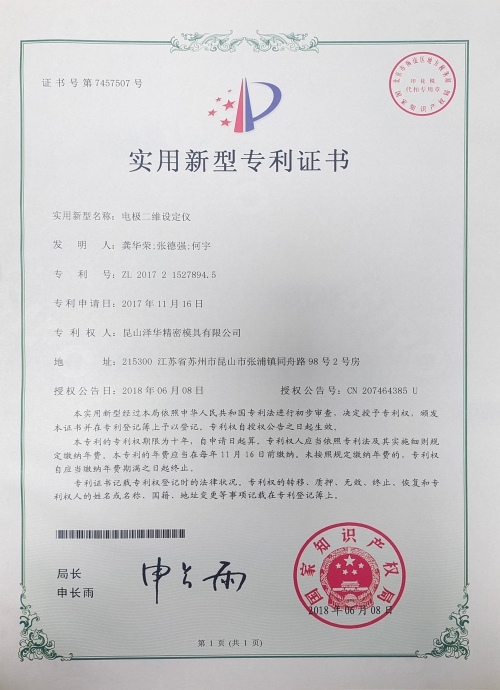 证书号第7457507号
实用新型专利证书
实用新型名称：电极二维设定仪
发 明 人：龚华荣;张德强;何宇
专 利 号：ZL 2017 2 1527894.5
专利申请日：2017年11月16日
专 利 权 人：昆山泽华精密模具有限公司
地 址：215300 江苏省苏州市昆山市张浦镇同舟路98号2号房
授权公告日：2018年06月08日 授权公告号：CN 207464385 U
本实用新型经过本局依照中华人民共和国专利法进行初步审查，决定授予专利权，颁发
本证书并在专利登记簿上予以登记。专利权自授权公告之日起生效。
本专利的专利权期限为十年，自申请日起算。专利权人应当依照专利法及其实施细则规
定缴纳年费。本专利的年费应当在每年11月16日前缴纳。未按照规定缴纳年费的，专利权
自应当缴纳年费期满之日起终止。
专利证书记载专利权登记时的法律状况。专利权的转移、质押、无效、终止、恢复和专
利权人的姓名或名称、国籍、地址变更等事项记载在专利登记簿上。
局长
申长雨
申长雨
国家知识产权局
2018年06月08日
第 1 页 (共 1 页)